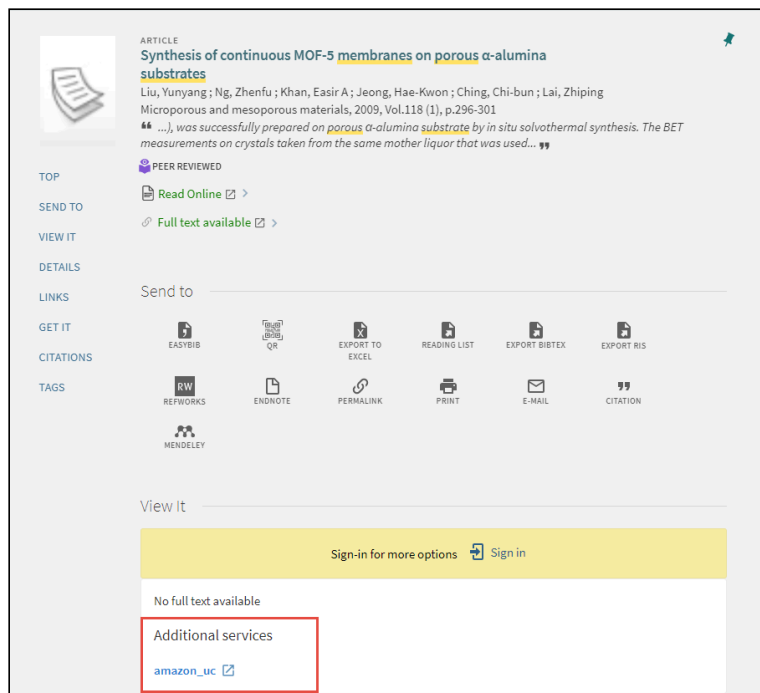 ARTICLE
Synthesis of continuous MOF-5 membranes on porous α-alumina
substrates
Liu, Yunyang ; Ng, Zhenfu ; Khan, Easir A ; Jeong, Hae-Kwon ; Ching, Chi-bun ; Lai, Zhiping
Microporous and mesoporous materials, 2009, Vol.118 (1), p.296-301
❝ ...), was successfully prepared on porous α-alumina substrate by in situ solvothermal synthesis. The BET
measurements on crystals taken from the same mother liquor that was used... ❞
PEER REVIEWED
Read Online
Full text available
TOP
SEND TO
VIEW IT
DETAILS
LINKS
GET IT
CITATIONS
TAGS
Send to
EASYBIB
QR
EXPORT TO
EXCEL
READING LIST
EXPORT BIBTEX
EXPORT RIS
RW
REFWORKS
ENDNOTE
PERMALINK
PRINT
E-MAIL
CITATION
MENDELEY
View It
Sign-in for more options Sign in
No full text available
Additional services
amazon_uc